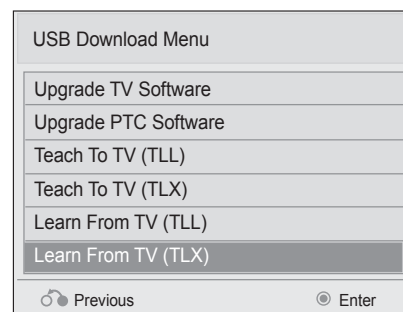 USB Download Menu
Upgrade TV Software
Upgrade PTC Software
Teach To TV (TLL)
Teach To TV (TLX)
Learn From TV (TLL)
Learn From TV (TLX)
Previous Enter